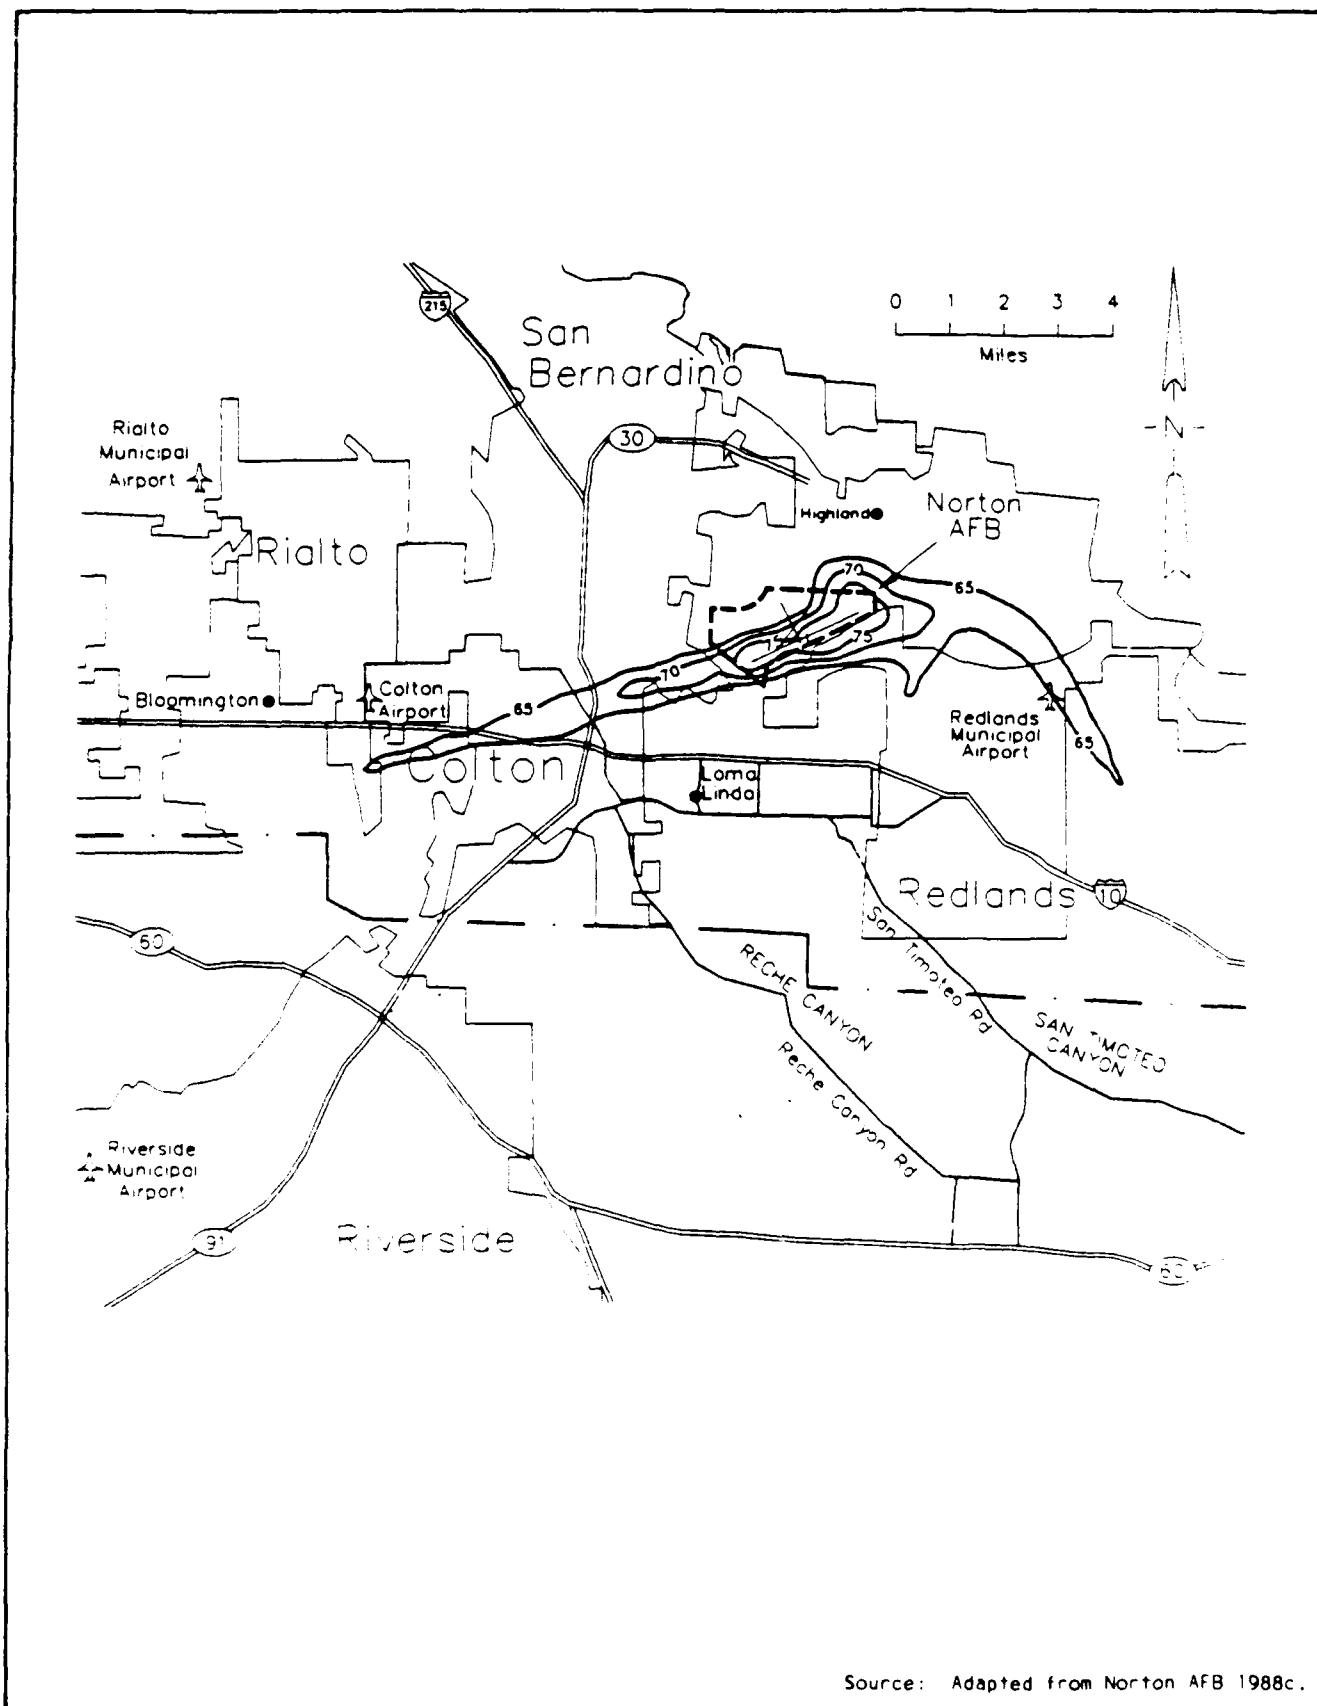 215
San
Bernardino
0 1 2 3 4
Miles
Rialto
Municipal
Airport
30
N
Highland
Norton
AFB
Rialto
70
65
75
70
65
Bloomington
Colton
Airport
Redlands
Municipal
Airport
65
Colton
Loma
Linda
Redlands
10
60
San Timoteo Rd
RECHE CANYON
SAN TIMOTEO
CANYON
Reche Canyon Rd
Riverside
Municipal
Airport
91
Riverside
60
Source: Adapted from Norton AFB 1988c.